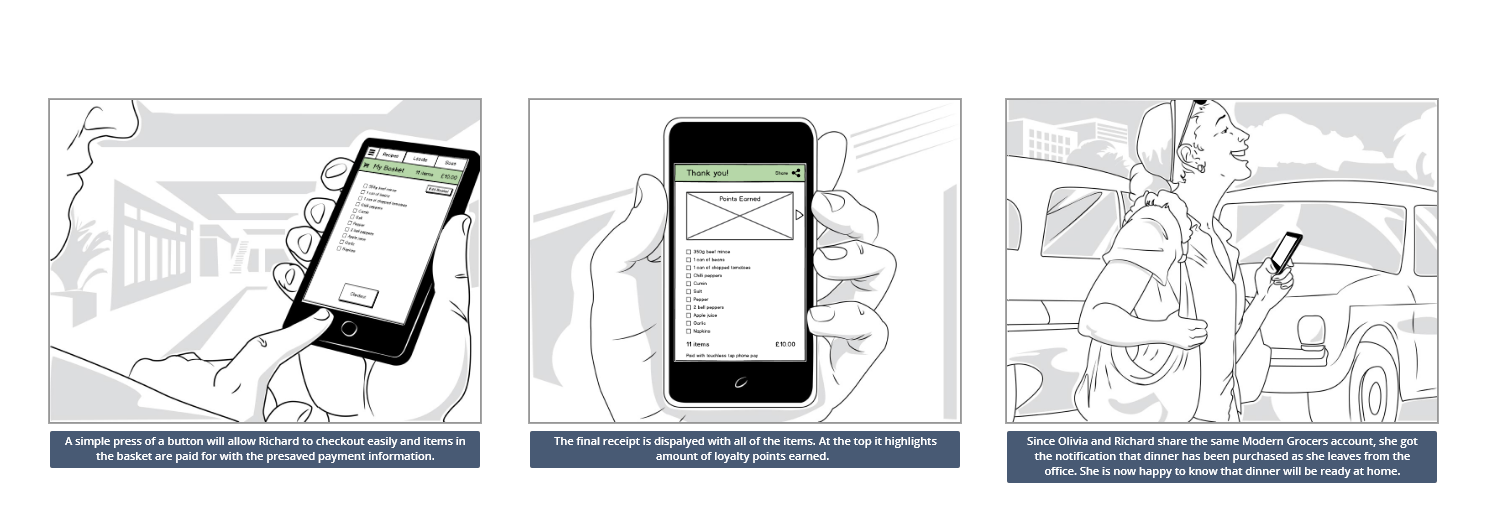 Recipes
Locate
Scan
My Basket
11 items
£10.00
Edit Basket
350g beef mince
1 can of beans
1 can of chopped tomatoes
Chilli peppers
Cumin
Salt
Pepper
2 bell peppers
Apple juice
Garlic
Napkins
Checkout
A simple press of a button will allow Richard to checkout easily and items in
the basket are paid for with the presaved payment information.
Thank you!
Share
Points Earned
350g beef mince
1 can of beans
1 can of chopped tomatoes
Chilli peppers
Cumin
Salt
Pepper
2 bell peppers
Apple juice
Garlic
Napkins
11 items £10.00
Paid with touchless tap phone pay
The final receipt is dispalyed with all of the items. At the top it highlights
amount of loyalty points earned.
Since Olivia and Richard share the same Modern Grocers account, she got
the notification that dinner has been purchased as she leaves from the
office. She is now happy to know that dinner will be ready at home.